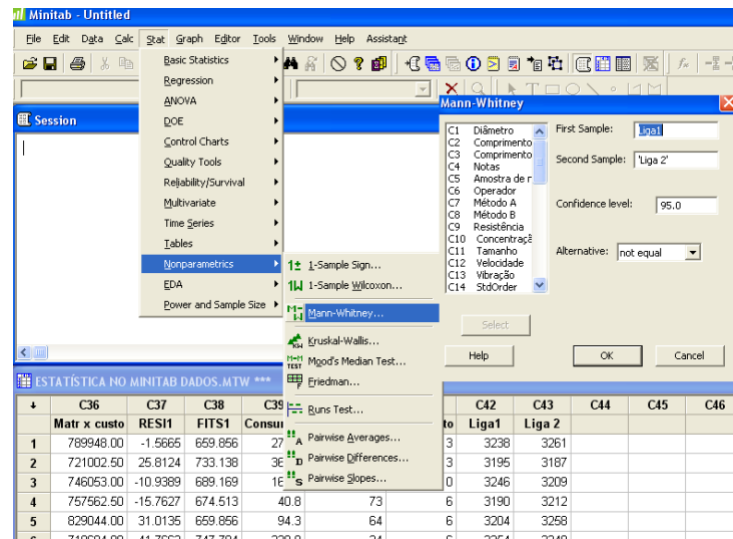 Minitab - Untitled
File Edit Data Calc Stat Graph Editor Tools Window Help Assistant
Basic Statistics
Regression
ANOVA
DOE
Control Charts
Quality Tools
Reliability/Survival
Multivariate
Time Series
Tables
Nonparametrics
EDA
Power and Sample Size
1-Sample Sign...
1-Sample Wilcoxon...
Mann-Whitney...
Kruskal-Wallis...
Mood's Median Test...
Friedman...
Runs Test...
Pairwise Averages...
Pairwise Differences...
Pairwise Slopes...
Session
Mann-Whitney
C1 Diâmetro
C2 Comprimento
C3 Comprimento
C4 Notas
C5 Amostra de r
C6 Operador
C7 Método A
C8 Método B
C9 Resistência
C10 Concentraçã
C11 Tamanho
C12 Velocidade
C13 Vibração
C14 StdOrder
First Sample: Liga1
Second Sample: 'Liga 2'
Confidence level: 95.0
Alternative: not equal
Select
Help OK Cancel
ESTATÍSTICA NO MINITAB DADOS.MTW ***
C36 C37 C38 C39 C42 C43 C44 C45 C46
Matr x custo RESI1 FITS1 Consu to Liga1 Liga 2
1 789948.00 -1.5665 659.856 27 3 3238 3261
2 721002.50 25.8124 733.138 3 3195 3187
3 746053.00 -10.9389 689.169 0 3246 3209
4 757562.50 -15.7627 674.513 40.8 73 6 3190 3212
5 829044.00 31.0135 659.856 94.3 64 6 3204 3258